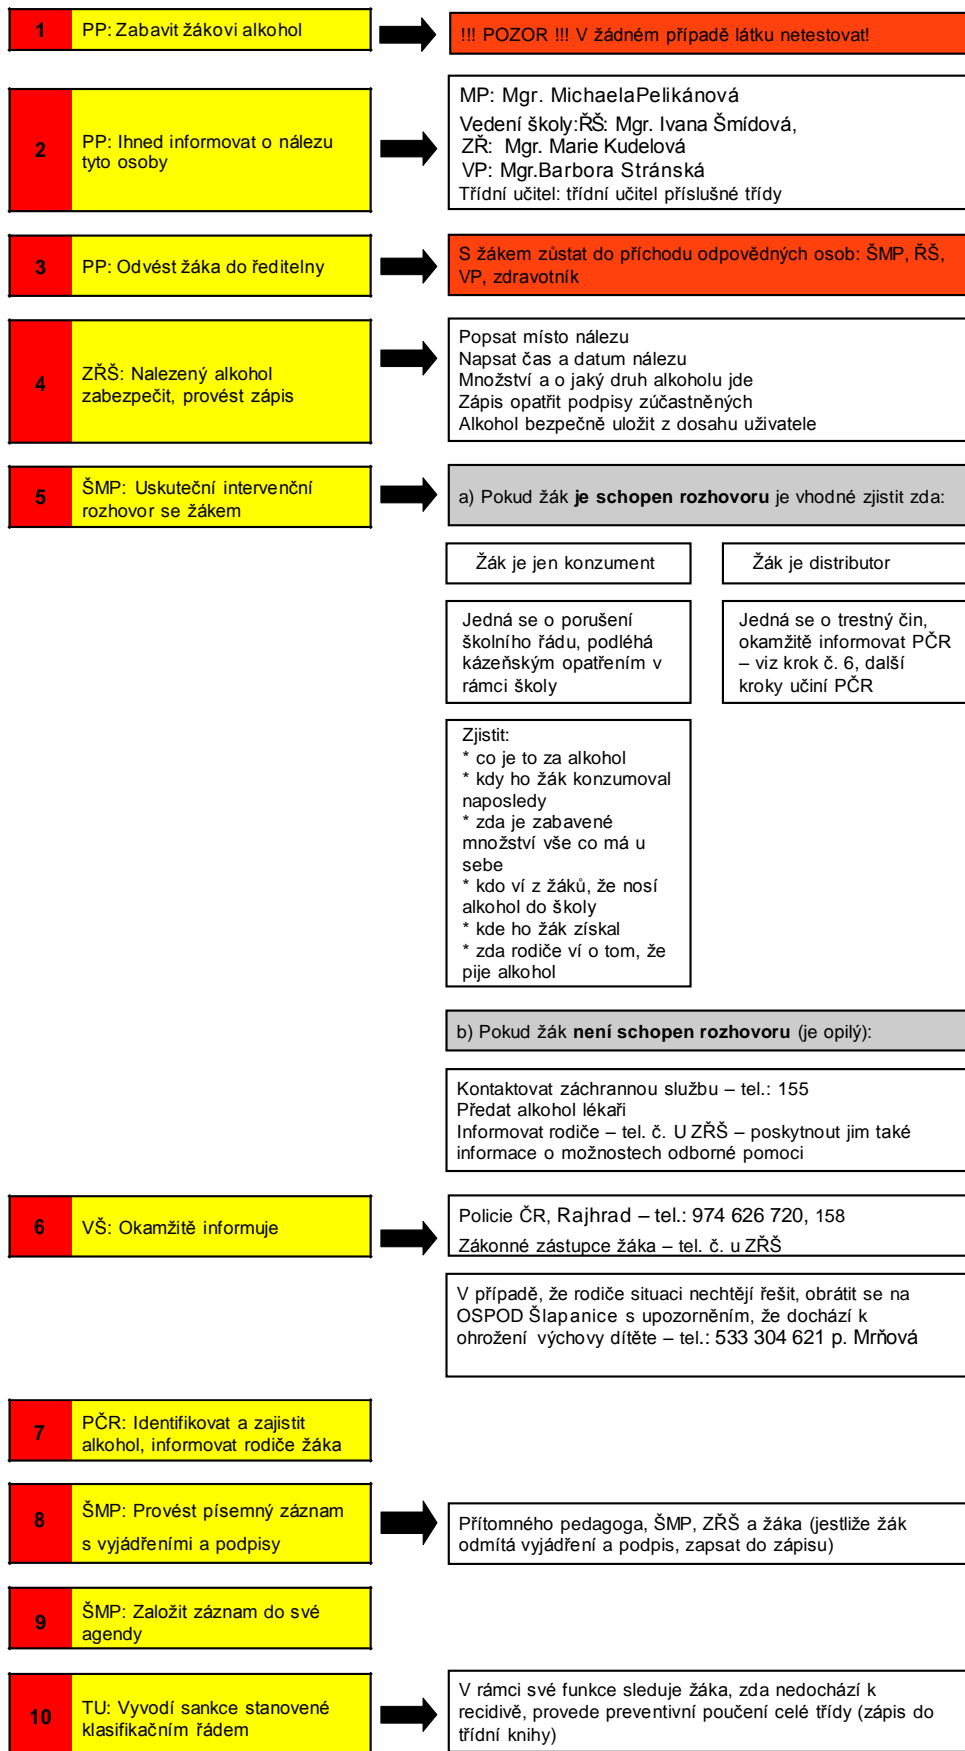 1
PP: Zabavit žákovi alkohol
!!! POZOR !!! V žádném případě látku netestovat!
2
PP: Ihned informovat o nálezu
tyto osoby
MP: Mgr. MichaelaPelikánová
Vedení školy:ŘŠ: Mgr. Ivana Šmídová,
ZŘ: Mgr. Marie Kudelová
VP: Mgr.Barbora Stránská
Třídní učitel: třídní učitel příslušné třídy
3
PP: Odvést žáka do ředitelny
S žákem zůstat do příchodu odpovědných osob: ŠMP, ŘŠ,
VP, zdravotník
4
ZŘŠ: Nalezený alkohol
zabezpečit, provést zápis
Popsat místo nálezu
Napsat čas a datum nálezu
Množství a o jaký druh alkoholu jde
Zápis opatřit podpisy zúčastněných
Alkohol bezpečně uložit z dosahu uživatele
5
ŠMP: Uskuteční intervenční
rozhovor se žákem
a) Pokud žák je schopen rozhovoru je vhodné zjistit zda:
Žák je jen konzument
Žák je distributor
Jedná se o porušení
školního řádu, podléhá
kázeňským opatřením v
rámci školy
Jedná se o trestný čin,
okamžitě informovat PČR
– viz krok č. 6, další
kroky učiní PČR
Zjistit:
* co je to za alkohol
* kdy ho žák konzumoval
naposledy
* zda je zabavené
množství vše co má u
sebe
* kdo ví z žáků, že nosí
alkohol do školy
* kde ho žák získal
* zda rodiče ví o tom, že
pije alkohol
b) Pokud žák není schopen rozhovoru (je opilý):
Kontaktovat záchrannou službu – tel.: 155
Předat alkohol lékaři
Informovat rodiče – tel. č. U ZŘŠ – poskytnout jim také
informace o možnostech odborné pomoci
6
VŠ: Okamžitě informuje
Policie ČR, Rajhrad – tel.: 974 626 720, 158
Zákonné zástupce žáka – tel. č. u ZŘŠ
V případě, že rodiče situaci nechtějí řešit, obrátit se na
OSPOD Šlapanice s upozorněním, že dochází k
ohrožení výchovy dítěte – tel.: 533 304 621 p. Mrňová
7
PČR: Identifikovat a zajistit
alkohol, informovat rodiče žáka
8
ŠMP: Provést písemný záznam
s vyjádřeními a podpisy
Přítomného pedagoga, ŠMP, ZŘŠ a žáka (jestliže žák
odmítá vyjádření a podpis, zapsat do zápisu)
9
ŠMP: Založit záznam do své
agendy
10
TU: Vyvodí sankce stanovené
klasifikačním řádem
V rámci své funkce sleduje žáka, zda nedochází k
recidivě, provede preventivní poučení celé třídy (zápis do
třídní knihy)